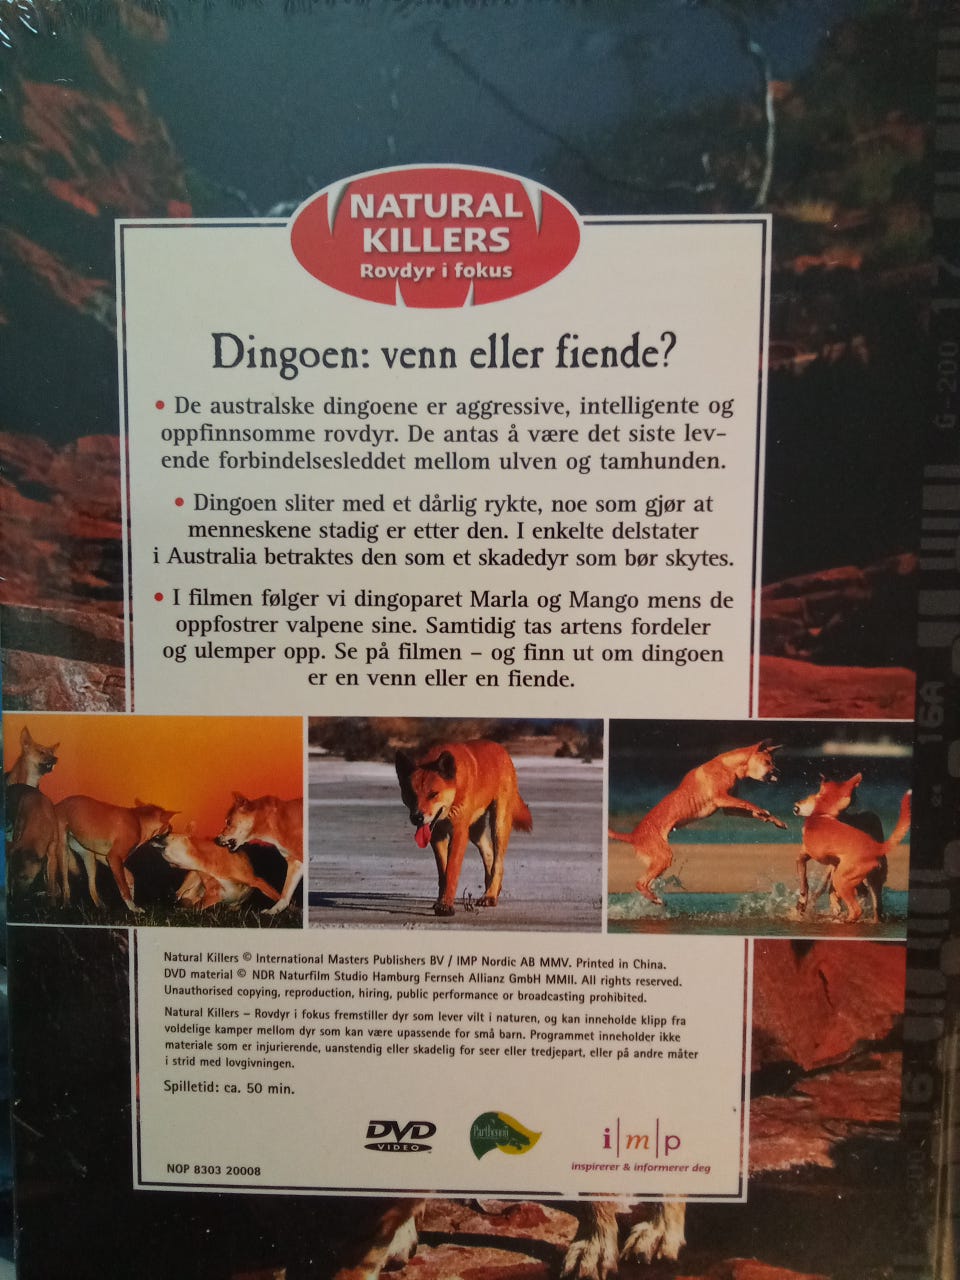 NATURAL
KILLERS
Rovdyr i fokus
Dingoen: venn eller fiende?
• De australske dingoene er aggressive, intelligente og
oppfinnsomme rovdyr. De antas å være det siste lev-
ende forbindelsesleddet mellom ulven og tamhunden.
• Dingoen sliter med et dårlig rykte, noe som gjør at
menneskene stadig er etter den. I enkelte delstater
i Australia betraktes den som et skadedyr som bør skytes.
• I filmen følger vi dingoparet Marla og Mango mens de
oppfostrer valpene sine. Samtidig tas artens fordeler
og ulemper opp. Se på filmen – og finn ut om dingoen
er en venn eller en fiende.
Natural Killers © International Masters Publishers BV / IMP Nordic AB MMV. Printed in China.
DVD material © NDR Naturfilm Studio Hamburg Fernseh Allianz GmbH MMII. All rights reserved.
Unauthorised copying, reproduction, hiring, public performance or broadcasting prohibited.
Natural Killers – Rovdyr i fokus fremstiller dyr som lever vilt i naturen, og kan inneholde klipp fra
voldelige kamper mellom dyr som kan være upassende for små barn. Programmet inneholder ikke
materiale som er injurierende, uanstendig eller skadelig for seer eller tredjepart, eller på andre måter
i strid med lovgivningen.
Spilletid: ca. 50 min.
DVD
VIDEO
Parthenon
i|m|p
inspirerer & informerer deg
NOP 8303 20008
G-200 17
16A